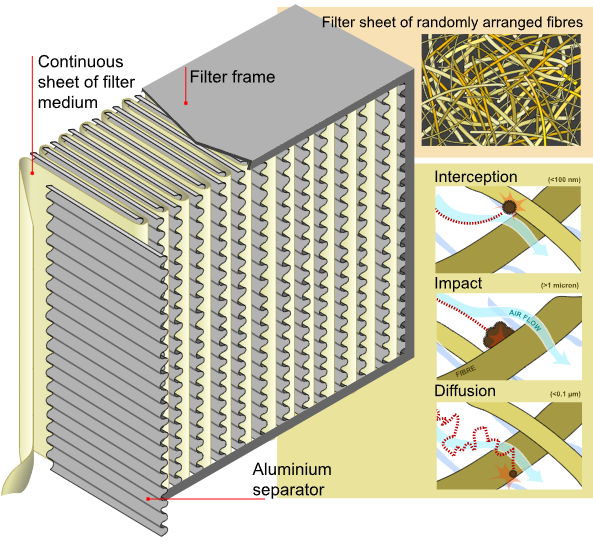 Filter sheet of randomly arranged fibres
Continuous
sheet of filter
medium
Filter frame
Interception
(<100 nm)
Impact
(>1 micron)
AIR FLOW
FIBRE
Diffusion
(<0.1 µm)
Aluminium
separator